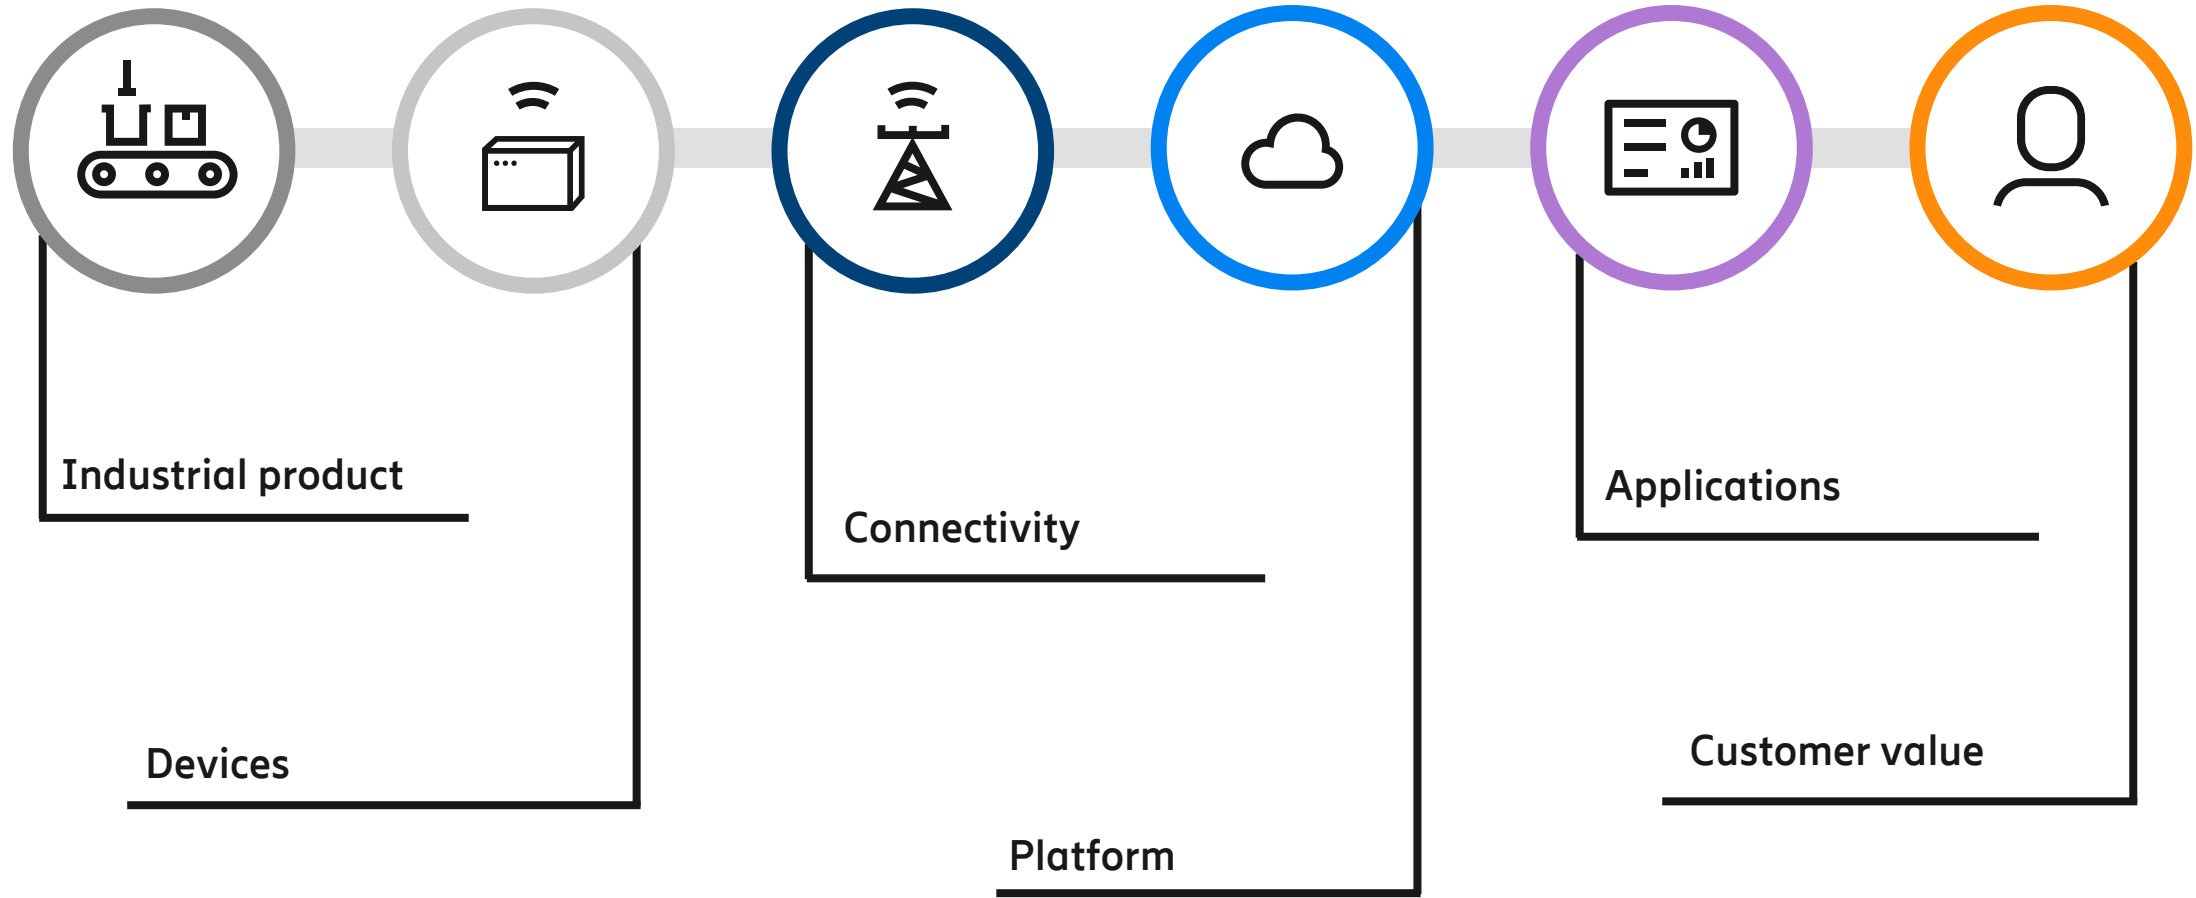 Industrial product
Devices
Connectivity
Platform
Applications
Customer value